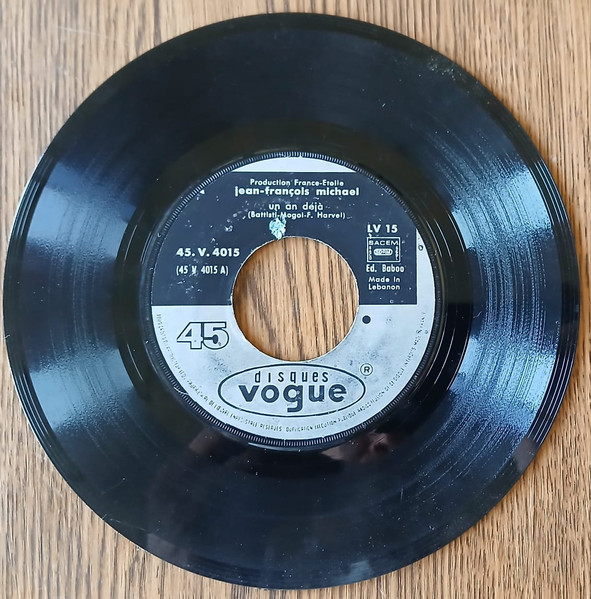 Production France-Etoile
jean-françois michael
un an déjà
(Battisti-Mogol-F. Harvel)
45. V. 4015
(45 V 4015 A)
LV 15
SACEM
Ed. Baboo
Made in
Lebanon
45
disques
vogue ®